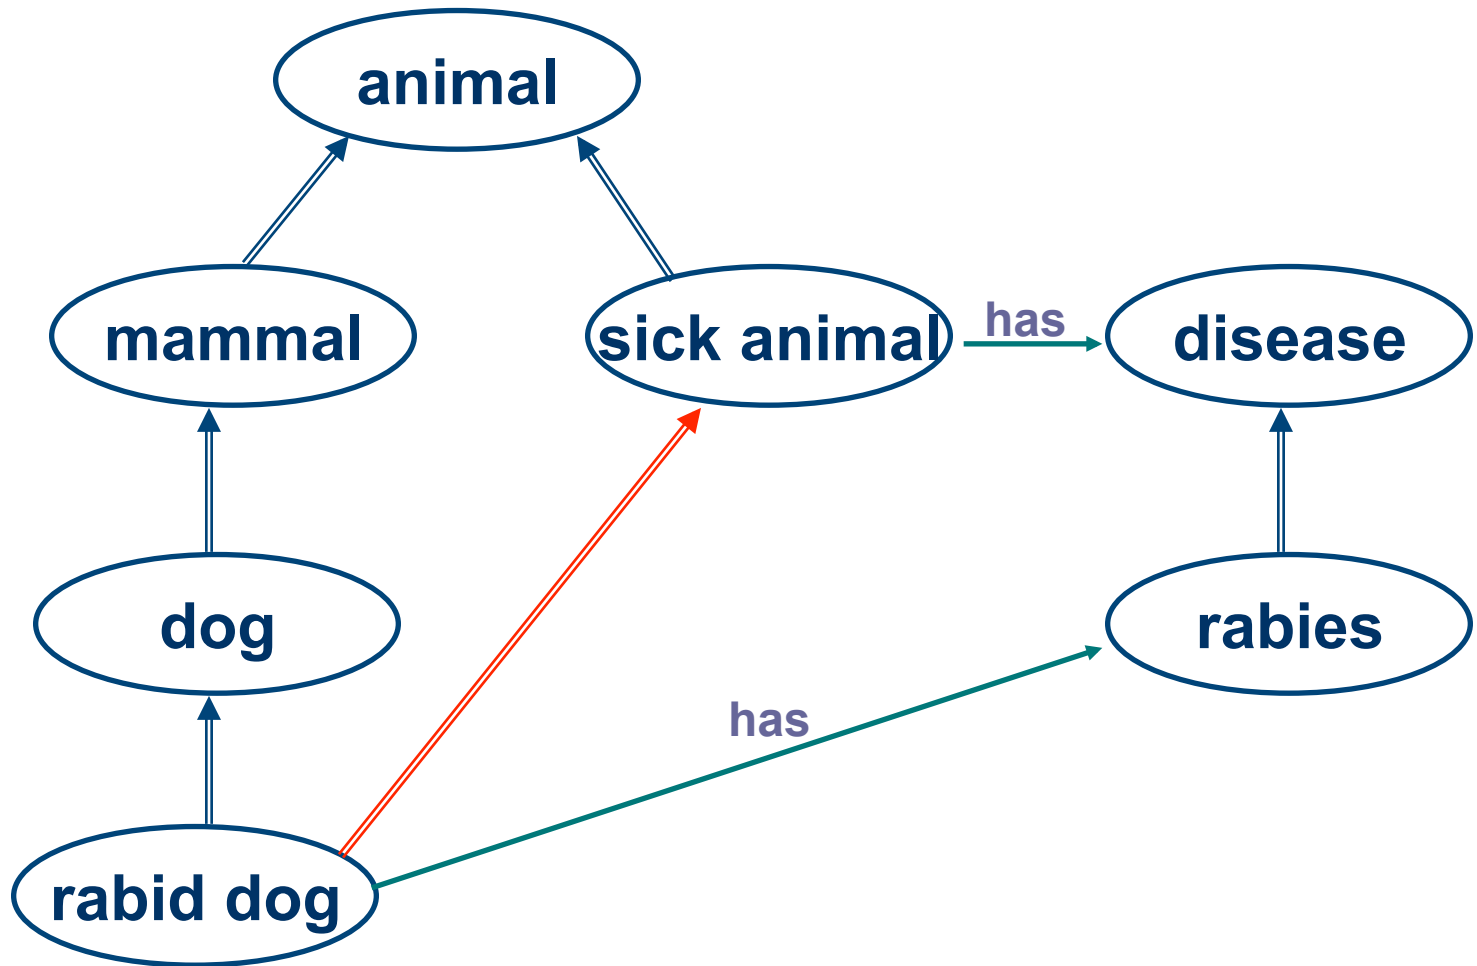 animal
mammal
sick animal
has
disease
dog
rabies
has
rabid dog